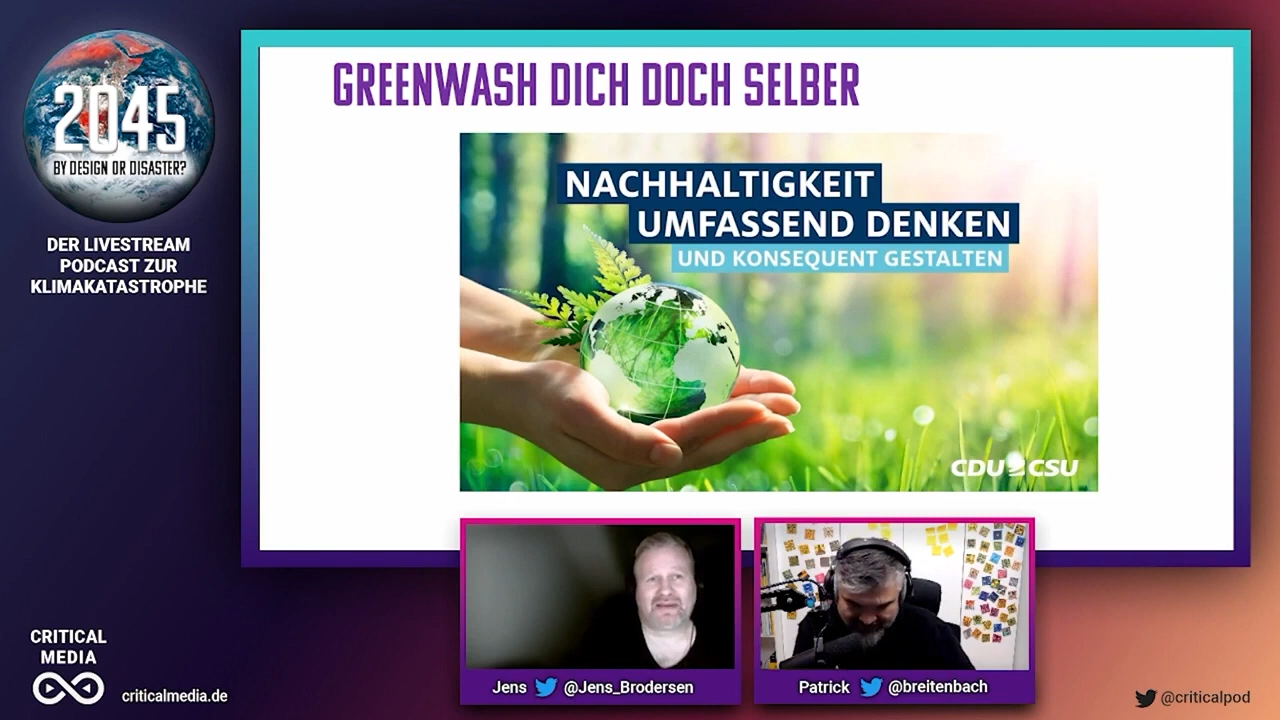 2045
BY DESIGN OR DISASTER?
DER LIVESTREAM
PODCAST ZUR
KLIMAKATASTROPHE
GREENWASH DICH DOCH SELBER
NACHHALTIGKEIT
UMFASSEND DENKEN
UND KONSEQUENT GESTALTEN
CDU CSU
Jens @Jens_Brodersen
Patrick @breitenbach
CRITICAL
MEDIA
criticalmedia.de
@criticalpod